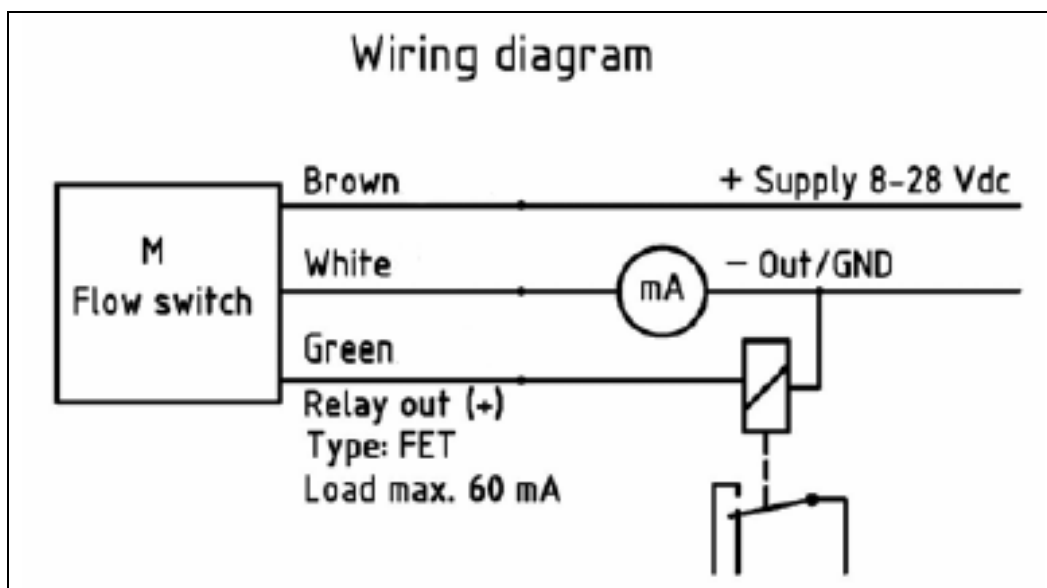 Wiring diagram
Brown
+ Supply 8-28 Vdc
M
Flow switch
White
mA
- Out/GND
Green
Relay out (+)
Type: FET
Load max. 60 mA